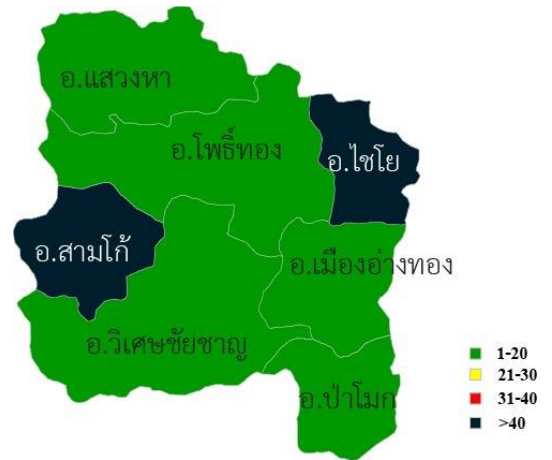 อ.แสวงหา
อ.โพธิ์ทอง
อ.ไชโย
อ.สามโก้
อ.เมืองอ่างทอง
อ.วิเศษชัยชาญ
อ.ป่าโมก
1-20
21-30
31-40
>40